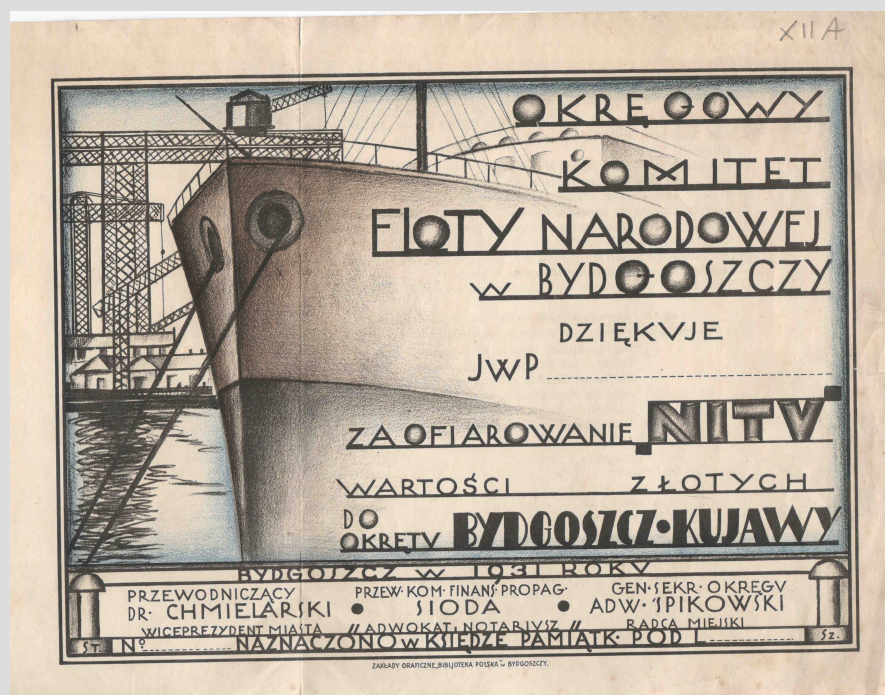 XII A
OKRĘGOWY
KOMITET
FLOTY NARODOWEJ
w BYDGOSZCZY
DZIĘKUJE
JWP
ZA OFIAROWANIE „NITU"
WARTOŚCI ZŁOTYCH
DO
OKRĘTU BYDGOSZCZ•KUJAWY
BYDGOSZCZ W 1931 ROKU
PRZEWODNICZĄCY PRZEW·KOM·FINANS·PROPAG· GEN·SEKR·OKRĘGU
DR·CHMIELARSKI • SIODA • ADW·SPIKOWSKI
WICEPREZYDENT MIASTA „ADWOKAT i NOTARIUSZ„ RADCA MIEJSKI
ST. Nº NAZNACZONO w KSIĘDZE PAMIĄTK· POD L SZ.
ZAKŁADY GRAFICZNE „BIBLJOTEKA POLSKA" w BYDGOSZCZY.